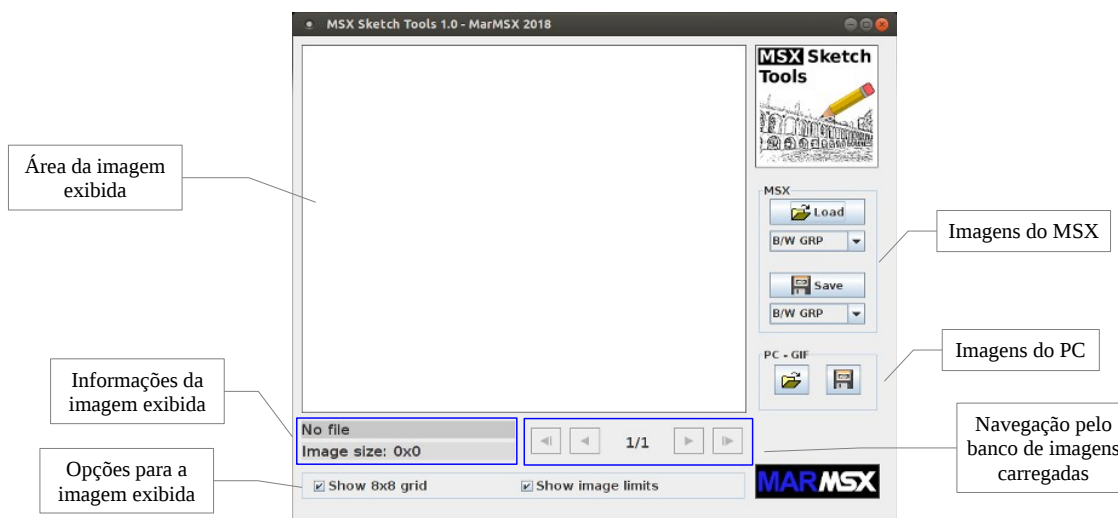 MSX Sketch Tools 1.0 - MarMSX 2018
MSX Sketch
Tools
Área da imagem
exibida
MSX
Load
B/W GRP
Save
B/W GRP
Imagens do MSX
PC - GIF
Imagens do PC
Informações da
imagem exibida
No file
Image size: 0x0
1/1
Navegação pelo
banco de imagens
carregadas
Opções para a
imagem exibida
Show 8x8 grid
Show image limits
MARMSX